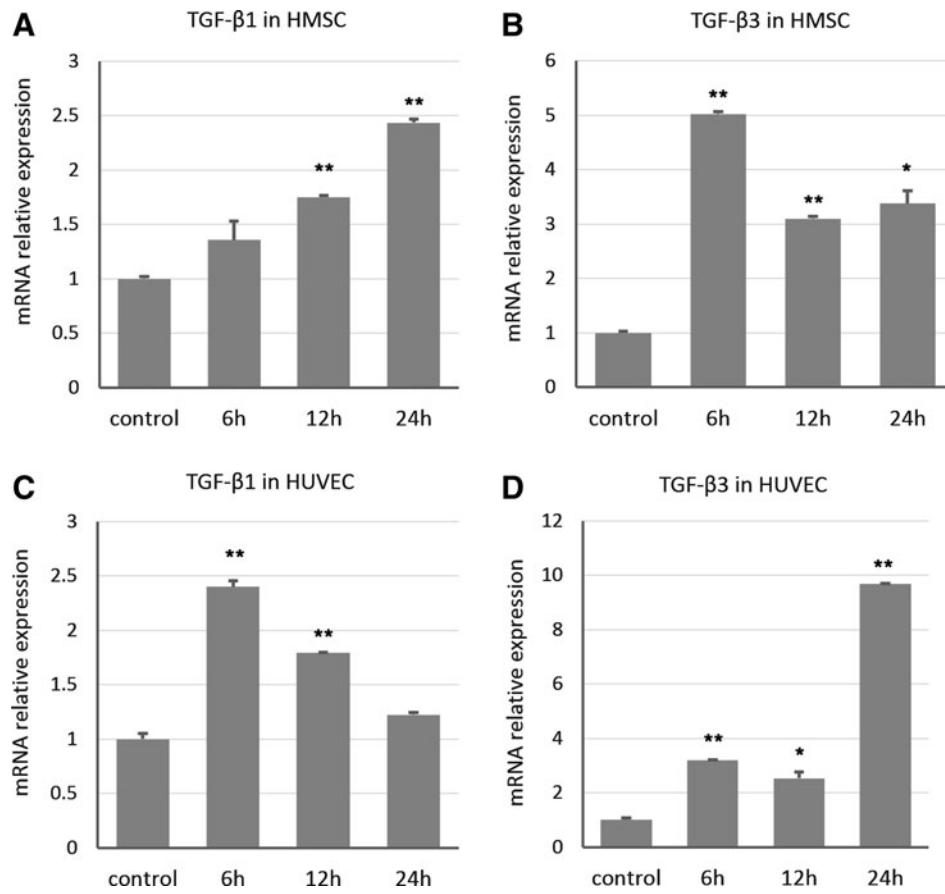 A
TGF-β1 in HMSC
mRNA relative expression
3
2.5
2
1.5
1
0.5
0
**
**
control 6h 12h 24h
B
TGF-β3 in HMSC
mRNA relative expression
6
5
4
3
2
1
0
**
**
*
control 6h 12h 24h
C
TGF-β1 in HUVEC
mRNA relative expression
3
2.5
2
1.5
1
0.5
0
**
**
control 6h 12h 24h
D
TGF-β3 in HUVEC
mRNA relative expression
12
10
8
6
4
2
0
**
*
**
control 6h 12h 24h